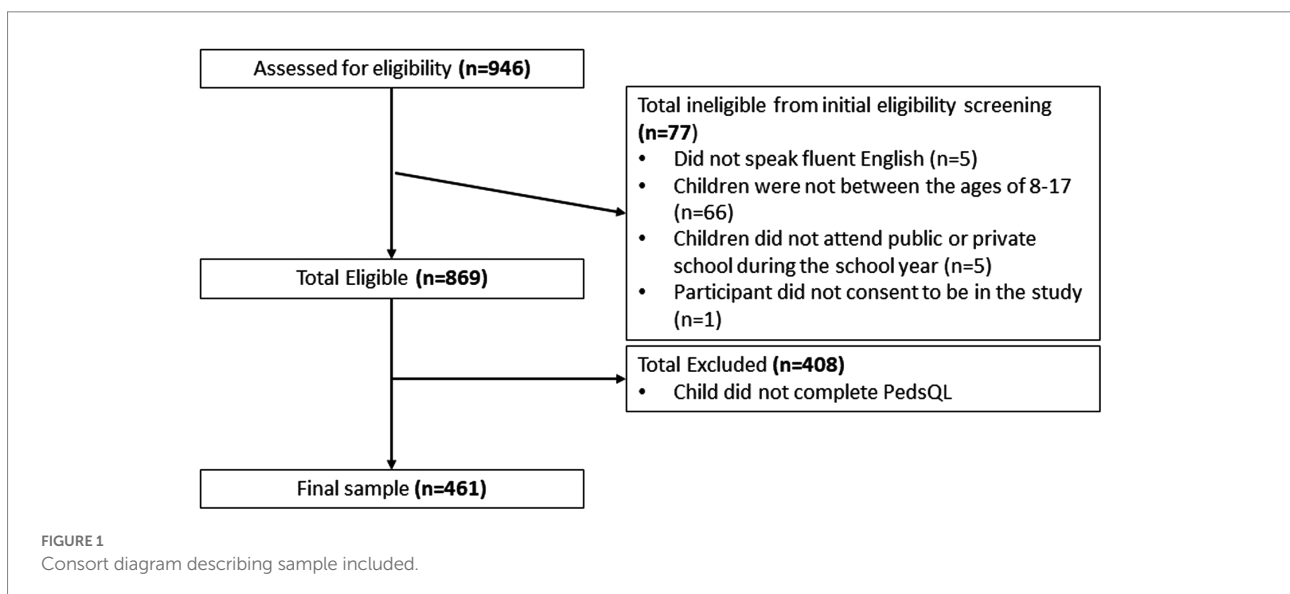 Assessed for eligibility (n=946)
Total ineligible from initial eligibility screening
(n=77)
• Did not speak fluent English (n=5)
• Children were not between the ages of 8-17
(n=66)
• Children did not attend public or private
school during the school year (n=5)
• Participant did not consent to be in the study
(n=1)
Total Eligible (n=869)
Total Excluded (n=408)
• Child did not complete PedsQL
Final sample (n=461)
FIGURE 1
Consort diagram describing sample included.